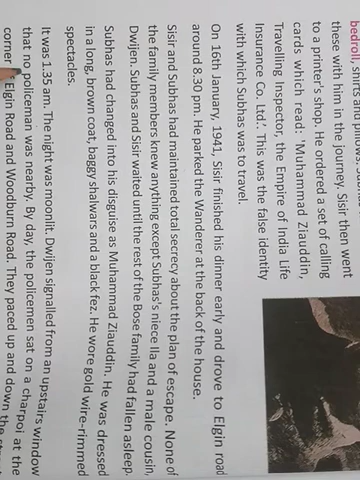 bedroll, shirts and pillows.
these with him in the journey. Sisir then went
to a printer's shop. He ordered a set of calling
cards which read: 'Muhammad Ziauddin,
Travelling Inspector, the Empire of India Life
Insurance Co. Ltd.'. This was the false identity
with which Subhas was to travel.
On 16th January, 1941, Sisir finished his dinner early and drove to Elgin road
around 8.30 pm. He parked the Wanderer at the back of the house.
Sisir and Subhas had maintained total secrecy about the plan of escape. None of
the family members knew anything except Subhas's niece Ila and a male cousin,
Dwijen. Subhas and Sisir waited until the rest of the Bose family had fallen asleep.
Subhas had changed into his disguise as Muhammad Ziauddin. He was dressed
in a long, brown coat, baggy shalwars and a black fez. He wore gold wire-rimmed
spectacles.
It was 1.35 am. The night was moonlit. Dwijen signalled from an upstairs window
that no policeman was nearby. By day, the policemen sat on a charpoi at the
corner Elgin Road and Woodburn Road. They paced up and down the